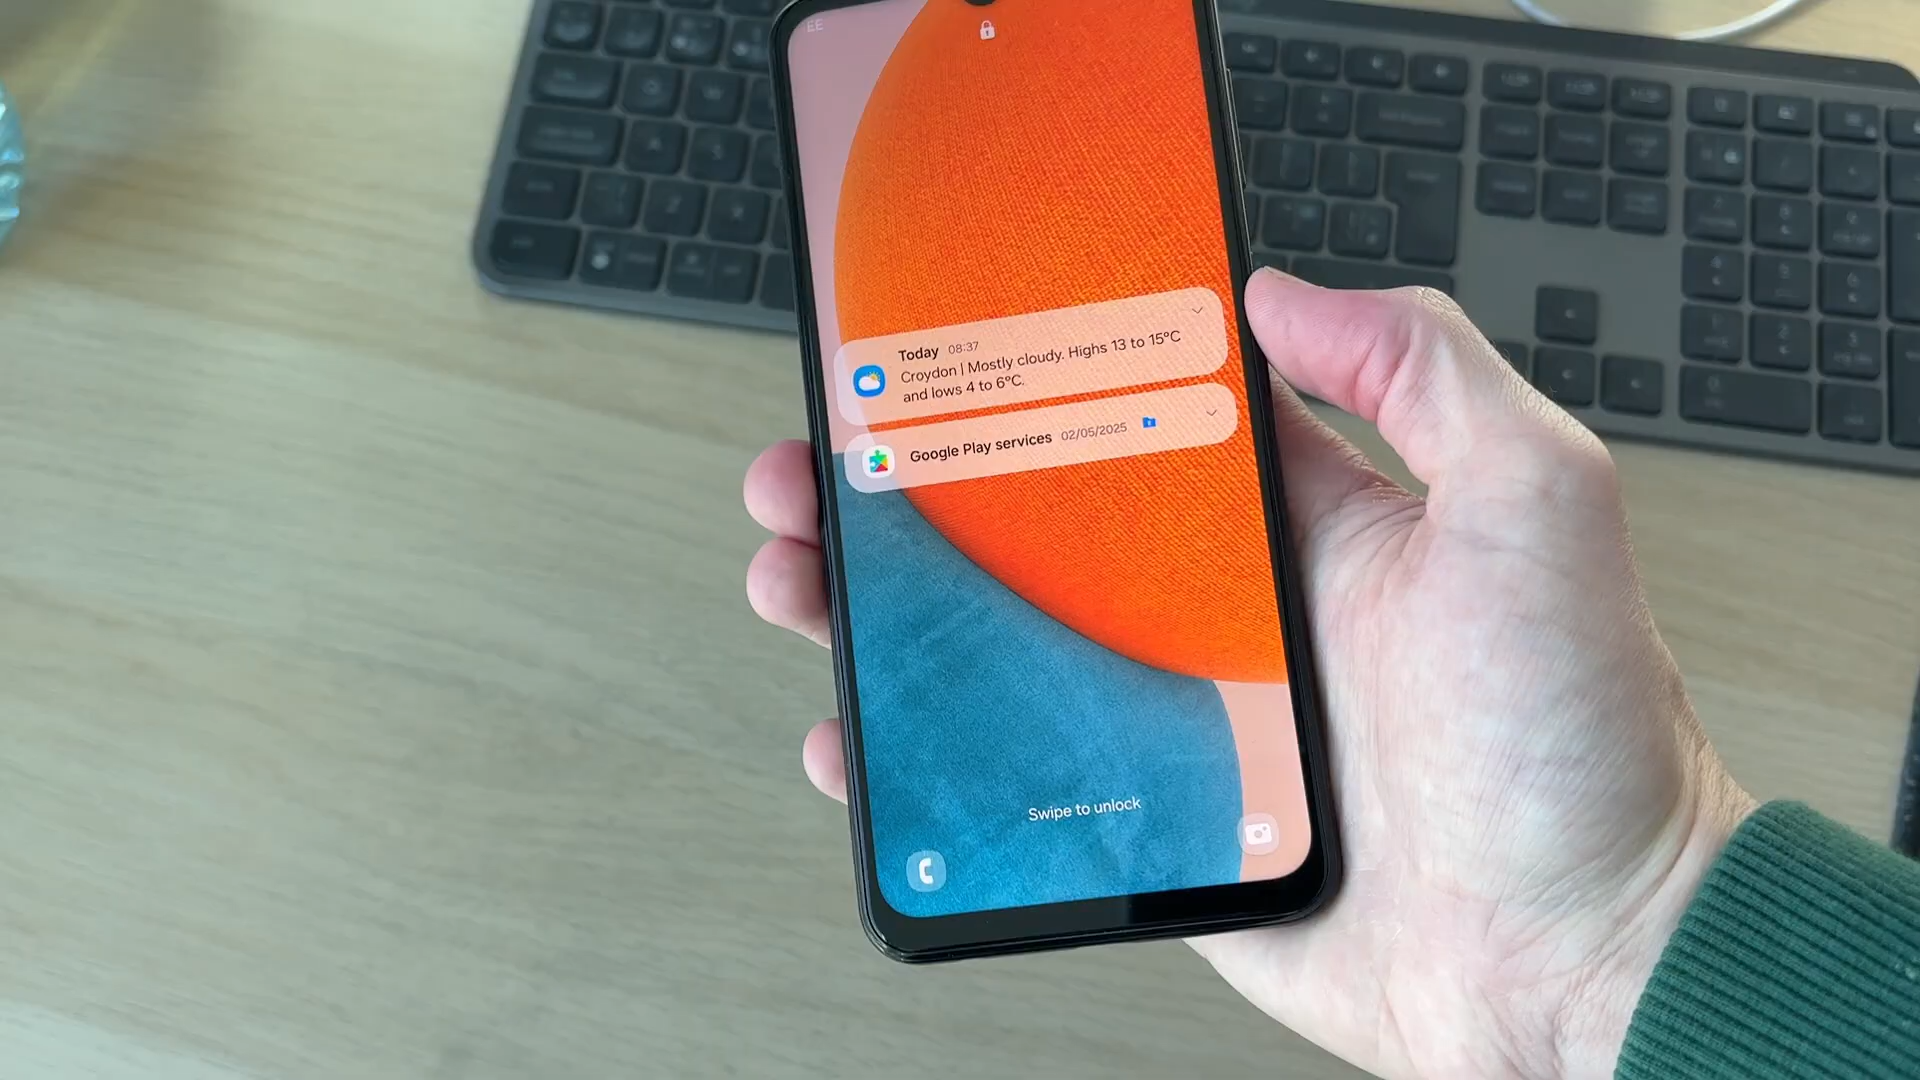 EE
Today 08:37
Croydon | Mostly cloudy. Highs 13 to 15°C
and lows 4 to 6°C.
Google Play services 02/05/2025
Swipe to unlock